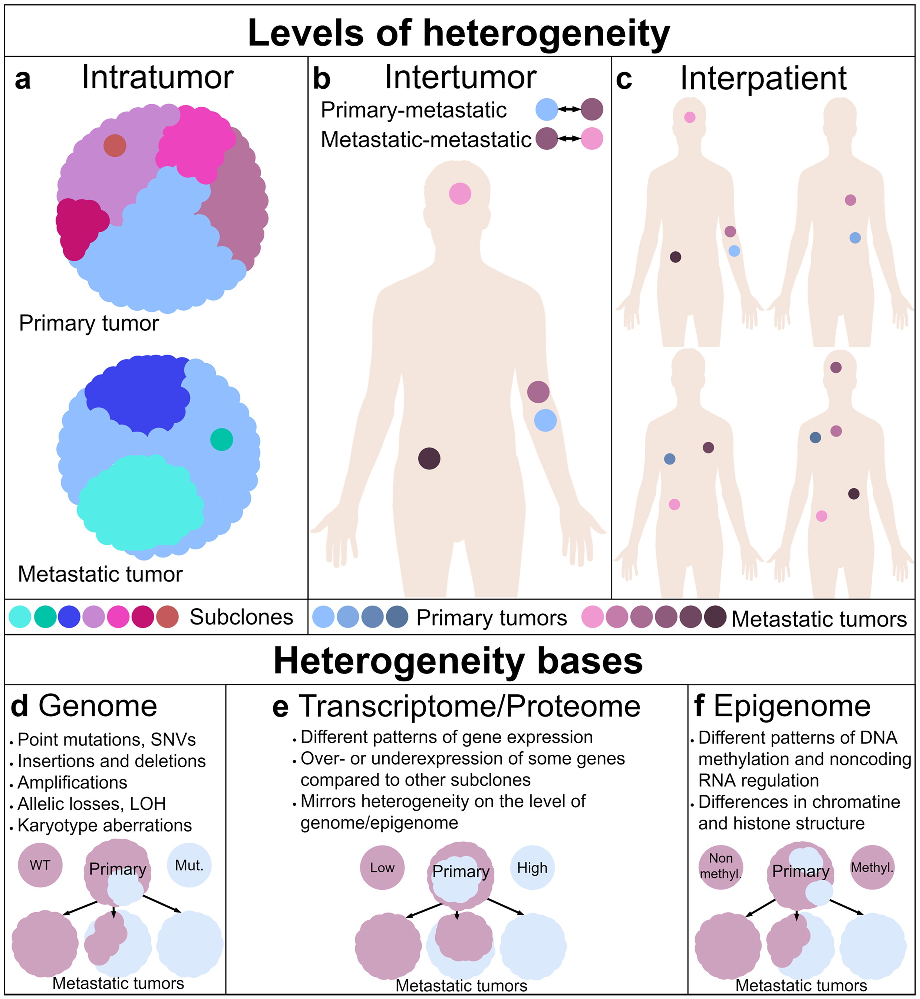 Levels of heterogeneity
a Intratumor
Primary tumor
Metastatic tumor
Subclones
b Intertumor
Primary-metastatic
Metastatic-metastatic
c Interpatient
Primary tumors
Metastatic tumors
Heterogeneity bases
d Genome
. Point mutations, SNVs
. Insertions and deletions
. Amplifications
. Allelic losses, LOH
. Karyotype aberrations
WT
Primary
Mut.
Metastatic tumors
e Transcriptome/Proteome
. Different patterns of gene expression
. Over- or underexpression of some genes
compared to other subclones
. Mirrors heterogeneity on the level of
genome/epigenome
Low
Primary
High
Metastatic tumors
f Epigenome
. Different patterns of DNA
methylation and noncoding
RNA regulation
. Differences in chromatine
and histone structure
Non
methyl.
Primary
Methyl.
Metastatic tumors